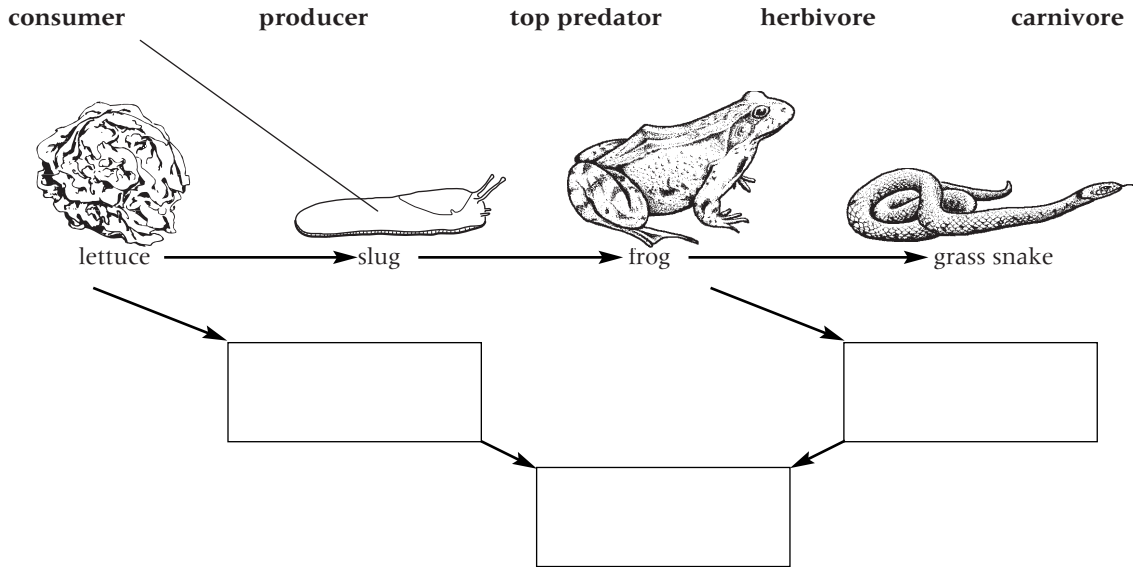 consumer producer top predator herbivore carnivore
lettuce slug frog grass snake